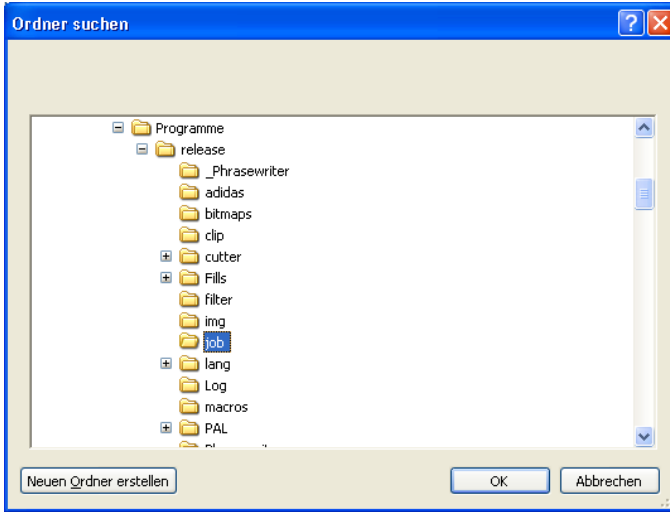 Ordner suchen
Programme
release
_Phrasewriter
adidas
bitmaps
clip
cutter
Fills
filter
img
job
lang
Log
macros
PAL
Neuen Ordner erstellen
OK
Abbrechen